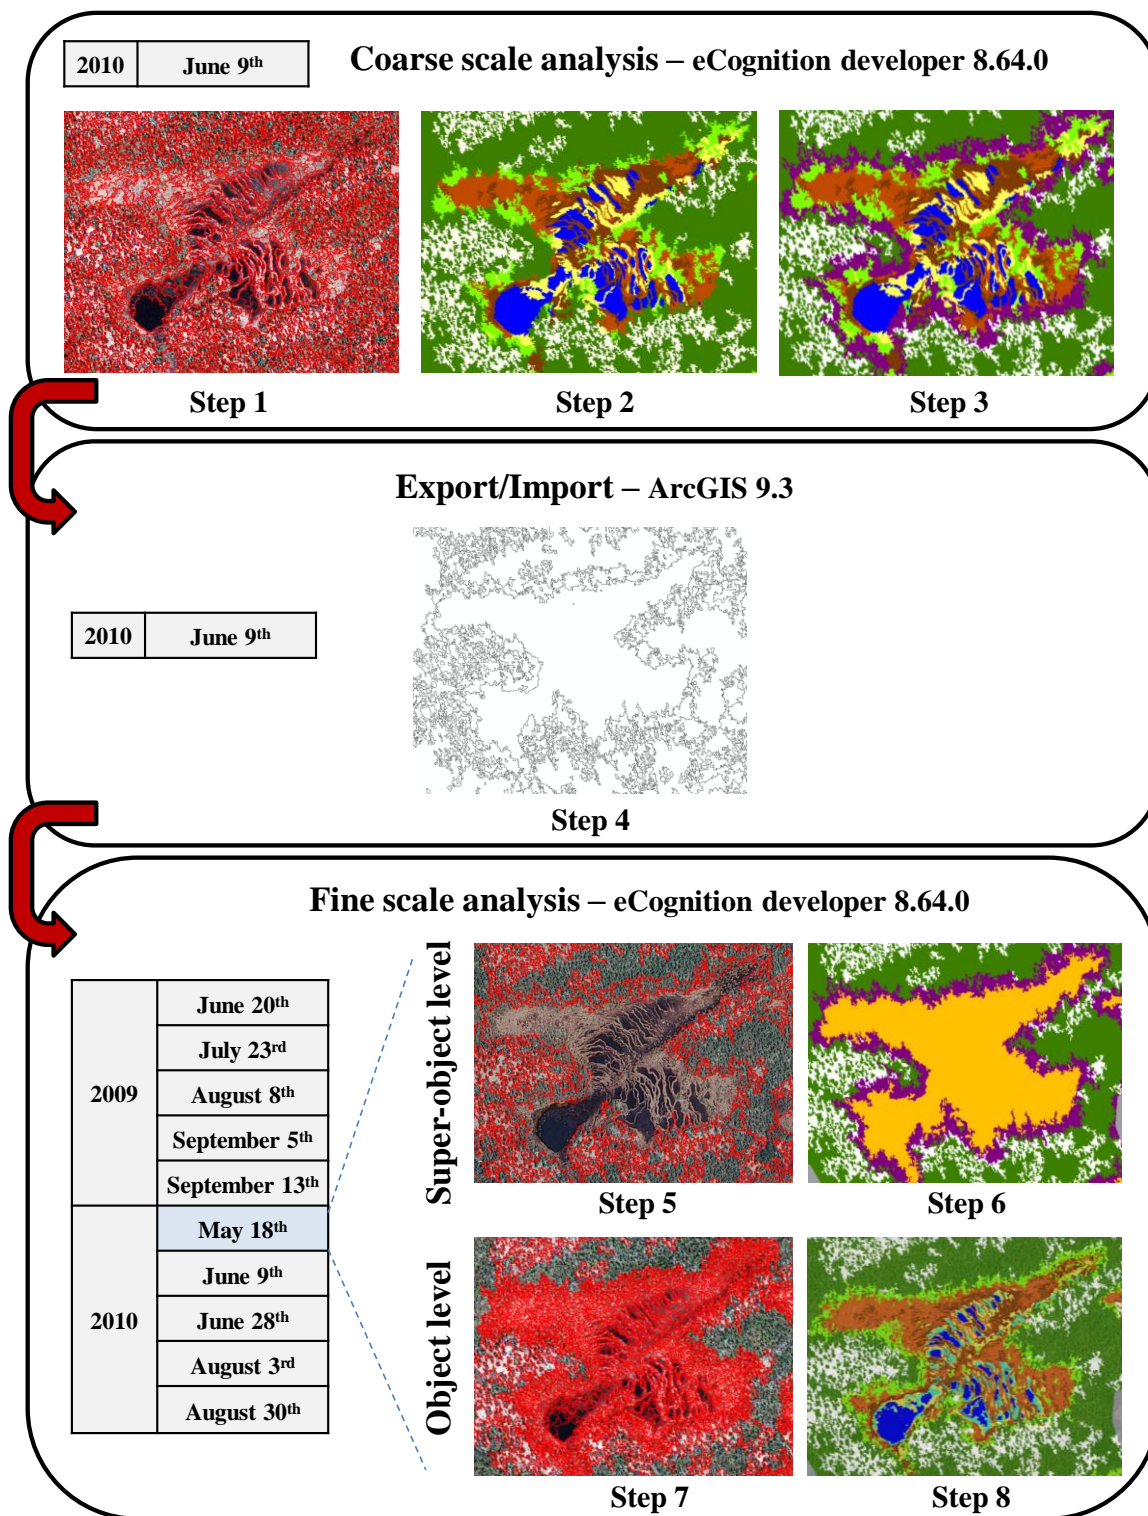 2010 June 9th
Coarse scale analysis – eCognition developer 8.64.0
Step 1
Step 2
Step 3
Export/Import – ArcGIS 9.3
2010 June 9th
Step 4
Fine scale analysis – eCognition developer 8.64.0
2009
June 20th
July 23rd
August 8th
September 5th
September 13th
2010
May 18th
June 9th
June 28th
August 3rd
August 30th
Super-object level
Step 5
Step 6
Object level
Step 7
Step 8